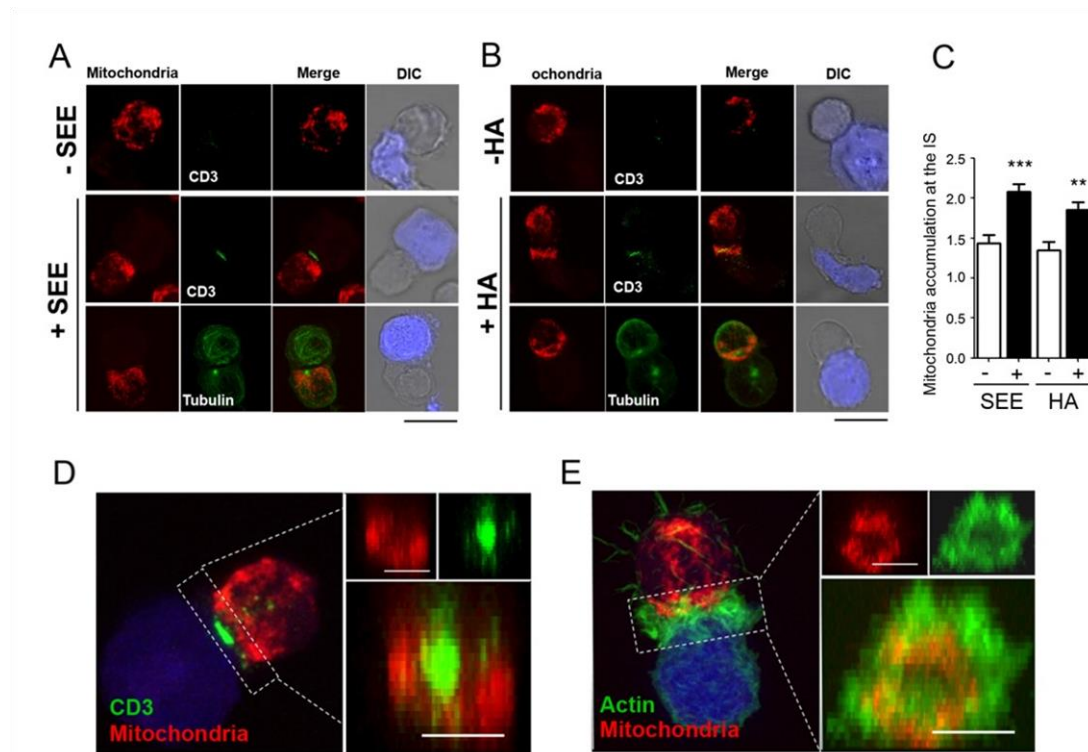 A
Mitochondria Merge DIC
- SEE
CD3
+ SEE
CD3
Tubulin
B
ochondria Merge DIC
-HA
CD3
+ HA
CD3
Tubulin
C
Mitochondria accumulation at the IS
2.5
2.0
1.5
1.0
0.5
0.0
*** **
- + - +
SEE HA
D
CD3
Mitochondria
E
Actin
Mitochondria